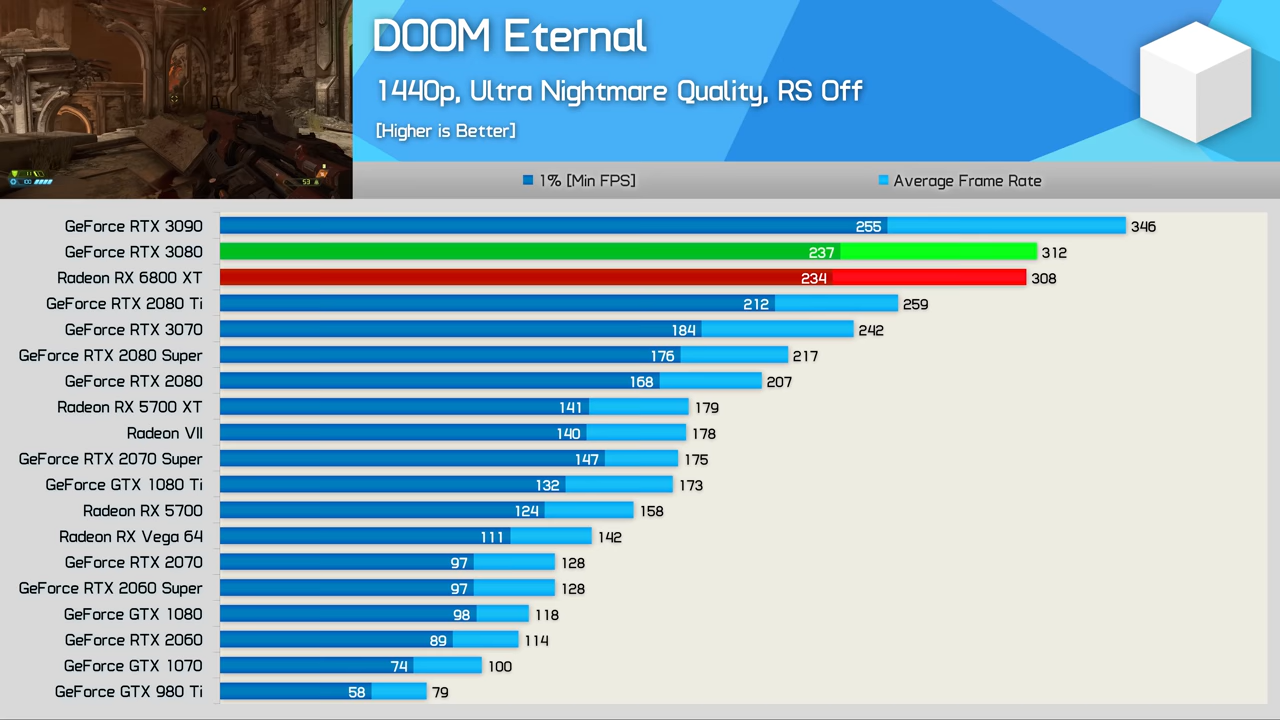 DOOM Eternal
1440p, Ultra Nightmare Quality, RS Off
[Higher is Better]
1% [Min FPS] Average Frame Rate
GeForce RTX 3090 255 346
GeForce RTX 3080 237 312
Radeon RX 6800 XT 234 308
GeForce RTX 2080 Ti 212 259
GeForce RTX 3070 184 242
GeForce RTX 2080 Super 176 217
GeForce RTX 2080 168 207
Radeon RX 5700 XT 141 179
Radeon VII 140 178
GeForce RTX 2070 Super 147 175
GeForce GTX 1080 Ti 132 173
Radeon RX 5700 124 158
Radeon RX Vega 64 111 142
GeForce RTX 2070 97 128
GeForce RTX 2060 Super 97 128
GeForce GTX 1080 98 118
GeForce RTX 2060 89 114
GeForce GTX 1070 74 100
GeForce GTX 980 Ti 58 79